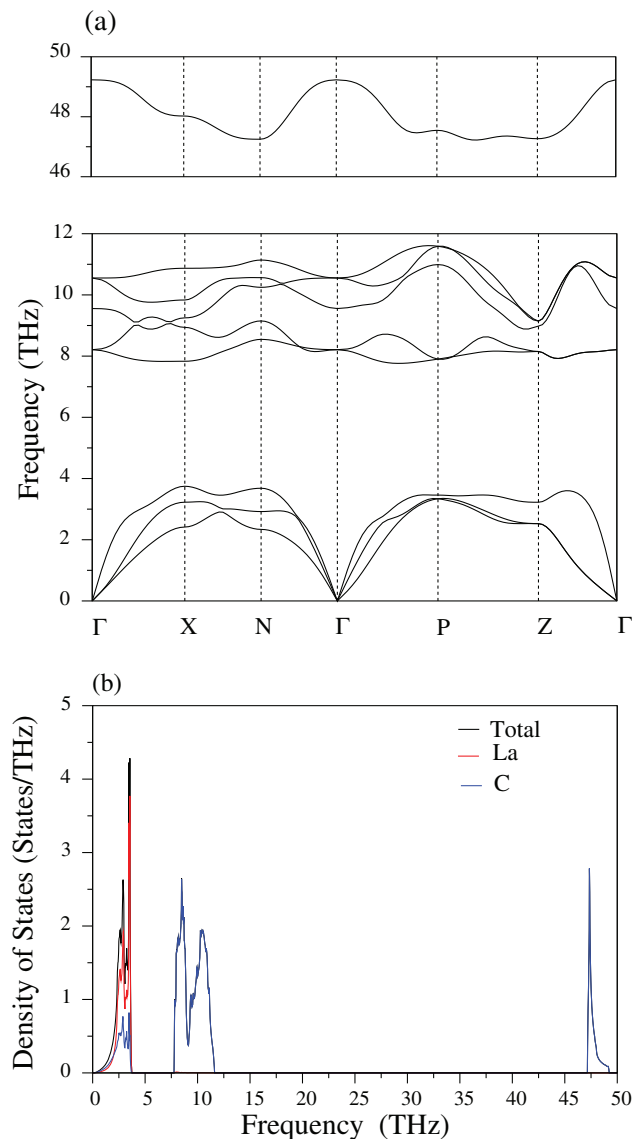 (a)
50
48
46
12
10
8
6
4
2
0
Frequency (THz)
Γ X N Γ P Z Γ
(b)
5
4
3
2
1
0
Density of States (States/THz)
Total
La
C
0 5 10 15 20 25 30 35 40 45 50
Frequency (THz)